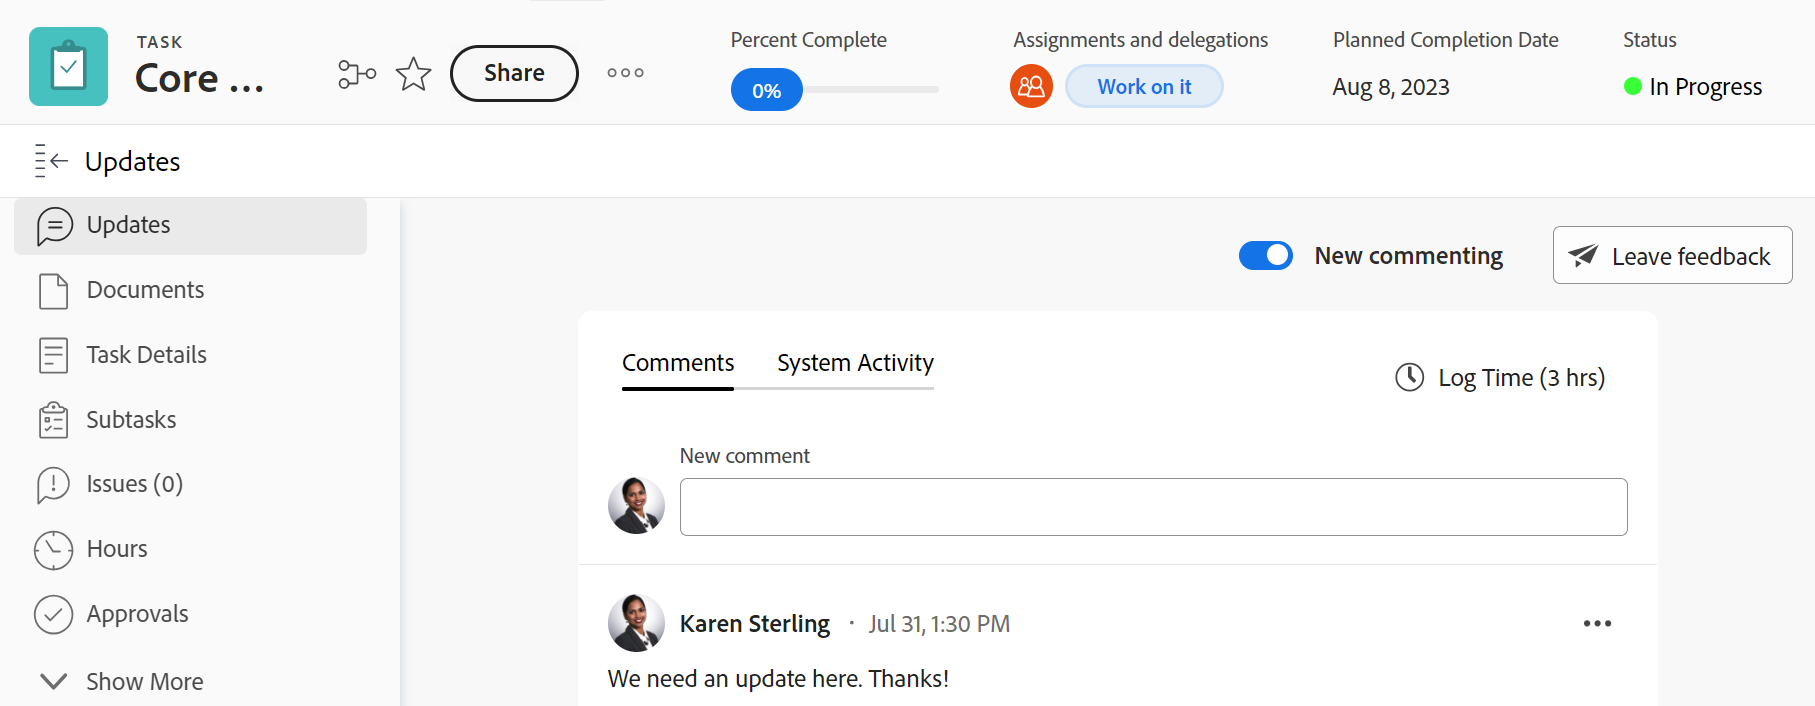 TASK
Core ...
Share
Percent Complete
0%
Assignments and delegations
Work on it
Planned Completion Date
Aug 8, 2023
Status
In Progress
Updates
Updates
Documents
Task Details
Subtasks
Issues (0)
Hours
Approvals
Show More
New commenting
Leave feedback
Comments
System Activity
Log Time (3 hrs)
New comment
Karen Sterling · Jul 31, 1:30 PM
We need an update here. Thanks!